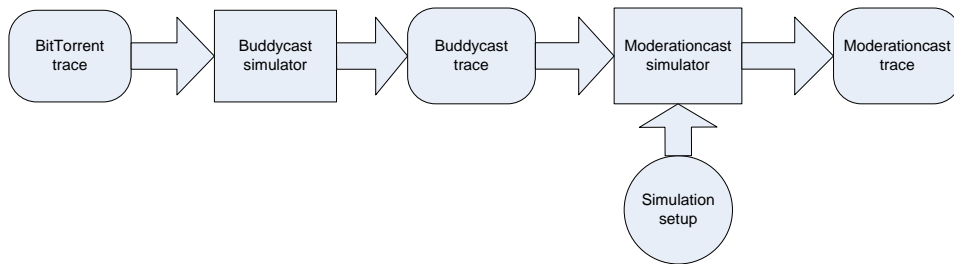 BitTorrent
trace
Buddycast
simulator
Buddycast
trace
Moderationcast
simulator
Moderationcast
trace
Simulation
setup